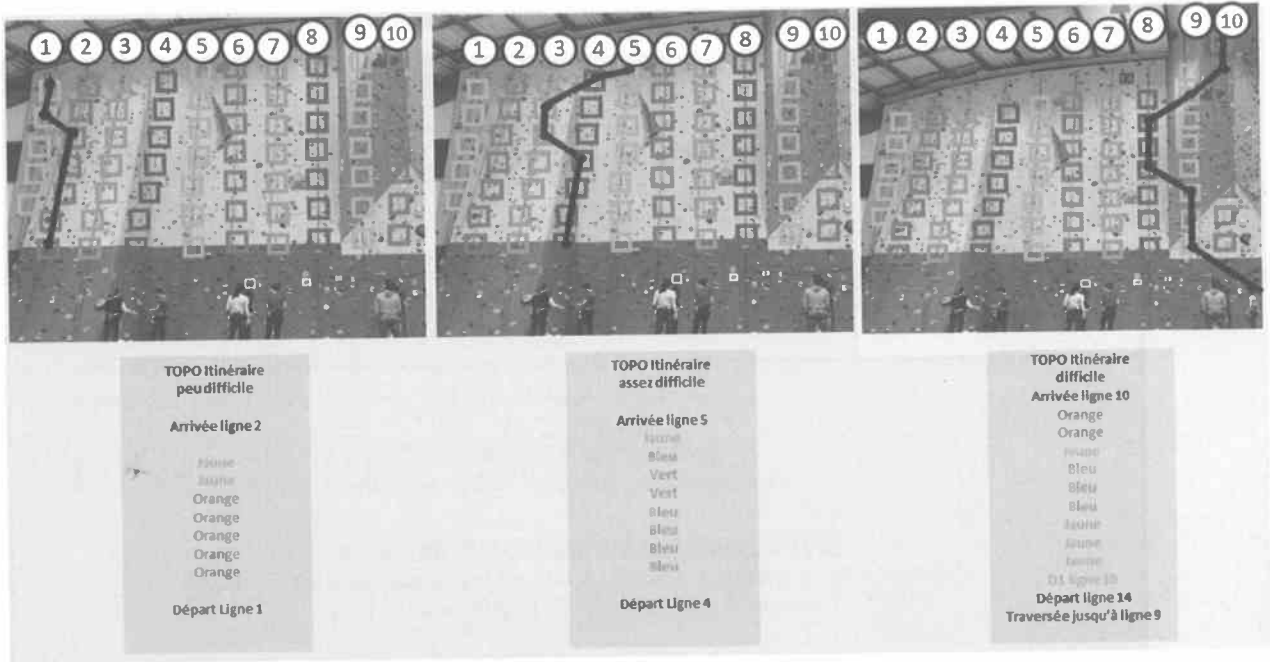 1 2 3 4 5 6 7 8 9 10
1 2 3 4 5 6 7 8 9 10
1 2 3 4 5 6 7 8 9 10
TOPO Itinéraire
peu difficile
Arrivée ligne 2
Jaune
Jaune
Orange
Orange
Orange
Orange
Orange
Départ Ligne 1
TOPO Itinéraire
assez difficile
Arrivée ligne 5
Jaune
Bleu
Vert
Vert
Bleu
Bleu
Bleu
Bleu
Départ Ligne 4
TOPO Itinéraire
difficile
Arrivée ligne 10
Orange
Orange
Jaune
Bleu
Bleu
Bleu
Jaune
Jaune
Jaune
D1 ligne 10
Départ ligne 14
Traversée jusqu'à ligne 9